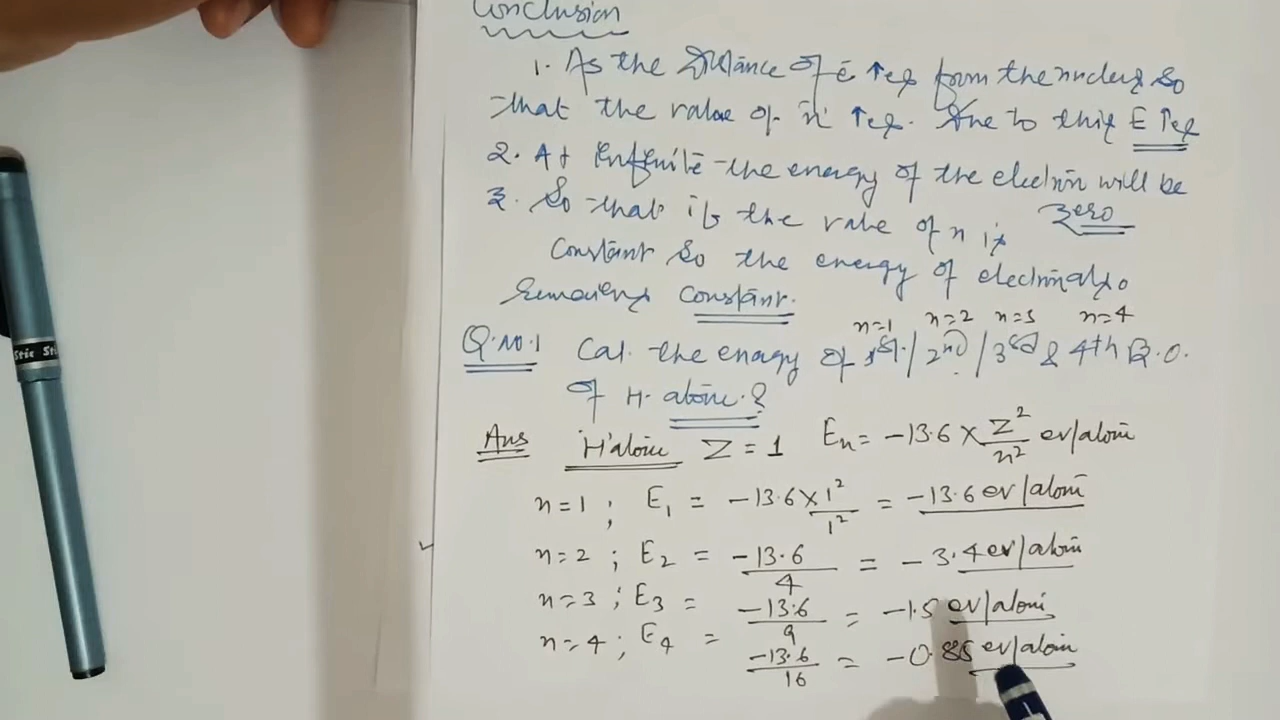 Conclusion
1. As the Distance of e ↑es from the nucleus so
that the value of 'n' ↑es. Due to this E ↑es
2. At infinite the energy of the electron will be
zero
3. So that if the value of n is
constant so the energy of electron also
remains constant.
n=1 n=2 n=3 n=4
Q.No.1 Cal. the energy of 1st / 2nd / 3rd & 4th B.O.
of H-atom.?
Ans 'H' atom Z = 1 En = -13.6 × Z²/n² ev/atom
n=1 ; E₁ = -13.6 × 1²/1² = -13.6 ev/atom
n=2 ; E₂ = -13.6/4 = -3.4 ev/atom
n=3 ; E₃ = -13.6/9 = -1.5 ev/atom
n=4 ; E₄ = -13.6/16 = -0.85 ev/atom
Stic Sti